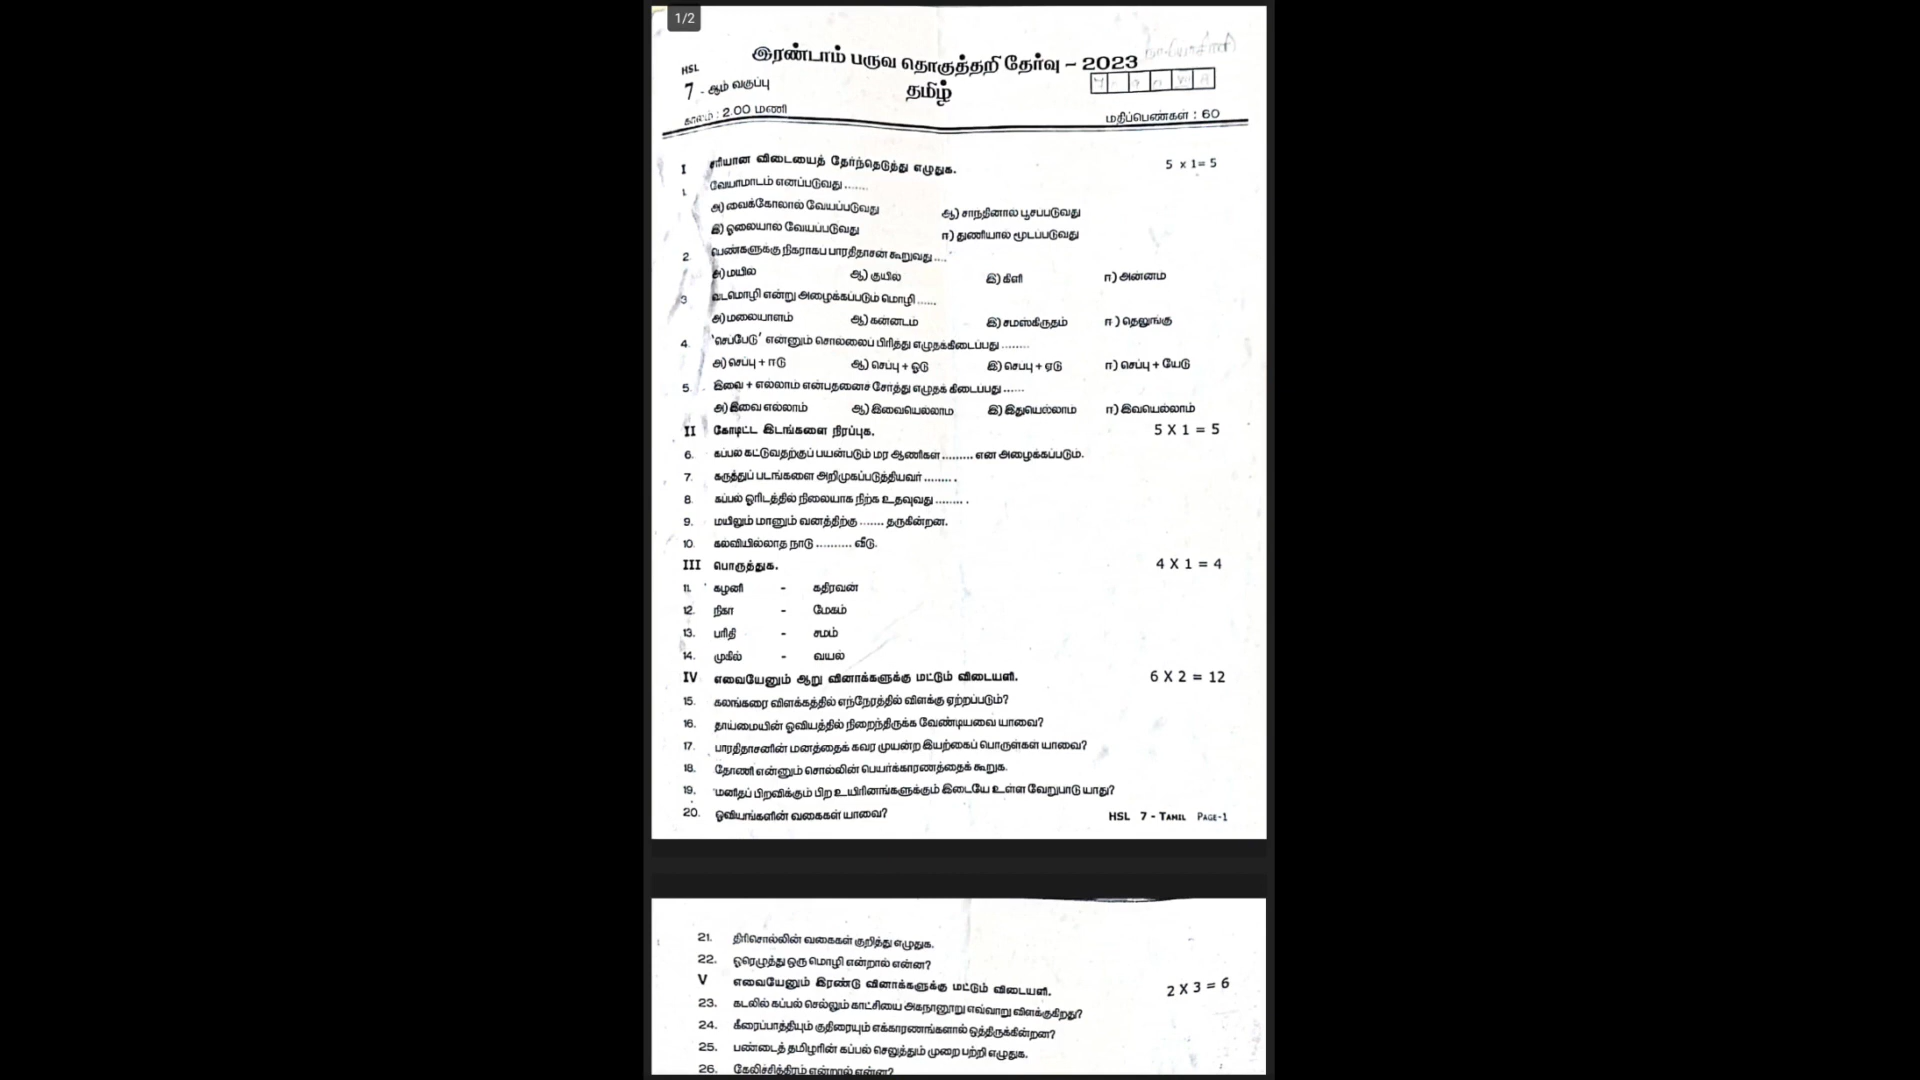 1/2
இரண்டாம் பருவ தொகுத்தறி தேர்வு – 2023
HSL
7 - ஆம் வகுப்பு
தமிழ்
காலம் : 2.00 மணி
மதிப்பெண்கள் : 60
I சரியான விடையைத் தேர்ந்தெடுத்து எழுதுக. 5 x 1= 5
1. வேயாமாடம் எனப்படுவது .......
அ) வைக்கோலால் வேயப்படுவது ஆ) சாந்தினால் பூசப்படுவது
இ) ஓலையால் வேயப்படுவது ஈ) துணியால் மூடப்படுவது
2. பெண்களுக்கு நிகராகப் பாரதிதாசன் கூறுவது ....
அ) மயில் ஆ) குயில் இ) கிளி ஈ) அன்னம்
3. வடமொழி என்று அழைக்கப்படும் மொழி ......
அ) மலையாளம் ஆ) கன்னடம் இ) சமஸ்கிருதம் ஈ ) தெலுங்கு
4. 'செப்பேடு' என்னும் சொல்லைப் பிரித்து எழுதக்கிடைப்பது ........
அ) செப்பு + ஈடு ஆ) செப்பு + ஓடு இ) செப்பு + ஏடு ஈ) செப்பு + யேடு
5. இவை + எல்லாம் என்பதனைச் சேர்த்து எழுதக் கிடைப்பது ......
அ) இவை எல்லாம் ஆ) இவையெல்லாம் இ) இதுயெல்லாம் ஈ) இவயெல்லாம்
II கோடிட்ட இடங்களை நிரப்புக. 5 X 1 = 5
6. கப்பல் கட்டுவதற்குப் பயன்படும் மர ஆணிகள் ......... என அழைக்கப்படும்.
7. கருத்துப் படங்களை அறிமுகப்படுத்தியவர் ........ .
8. கப்பல் ஓரிடத்தில் நிலையாக நிற்க உதவுவது ........ .
9. மயிலும் மானும் வனத்திற்கு ....... தருகின்றன.
10. கல்வியில்லாத நாடு .......... வீடு.
III பொருத்துக. 4 X 1 = 4
11. கழனி - கதிரவன்
12. நிகர் - மேகம்
13. பரிதி - சமம்
14. முகில் - வயல்
IV எவையேனும் ஆறு வினாக்களுக்கு மட்டும் விடையளி. 6 X 2 = 12
15. கலங்கரை விளக்கத்தில் எந்நேரத்தில் விளக்கு ஏற்றப்படும்?
16. தாய்மையின் ஓவியத்தில் நிறைந்திருக்க வேண்டியவை யாவை?
17. பாரதிதாசனின் மனத்தைக் கவர முயன்ற இயற்கைப் பொருள்கள் யாவை?
18. தோணி என்னும் சொல்லின் பெயர்க்காரணத்தைக் கூறுக.
19. மனிதப் பிறவிக்கும் பிற உயிரினங்களுக்கும் இடையே உள்ள வேறுபாடு யாது?
20. ஓவியங்களின் வகைகள் யாவை?
HSL 7 - TAMIL PAGE-1
21. திரிசொல்லின் வகைகள் குறித்து எழுதுக.
22. ஓரெழுத்து ஒரு மொழி என்றால் என்ன?
V எவையேனும் இரண்டு வினாக்களுக்கு மட்டும் விடையளி. 2 X 3 = 6
23. கடலில் கப்பல் செல்லும் காட்சியை அகநானூறு எவ்வாறு விளக்குகிறது?
24. கீரைப்பாத்தியும் குதிரையும் எக்காரணங்களால் ஒத்திருக்கின்றன?
25. பண்டைத் தமிழரின் கப்பல் செலுத்தும் முறை பற்றி எழுதுக.
26. கேலிச்சித்திரம் என்றால் என்ன?